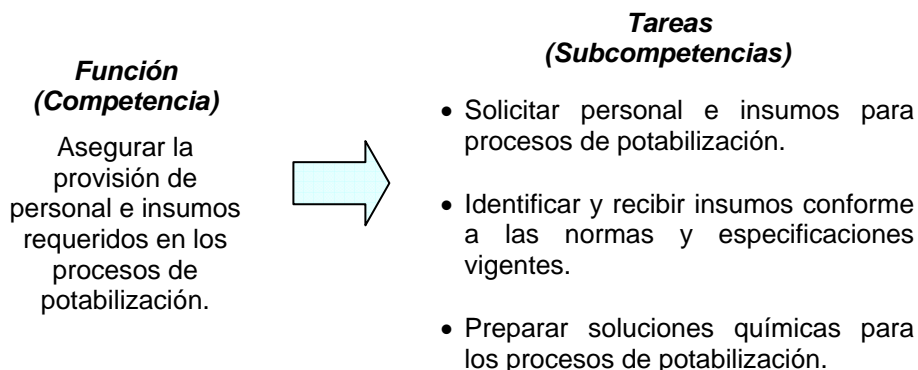 Función
(Competencia)
Asegurar la
provisión de
personal e insumos
requeridos en los
procesos de
potabilización.
Tareas
(Subcompetencias)
• Solicitar personal e insumos para
procesos de potabilización.
• Identificar y recibir insumos conforme
a las normas y especificaciones
vigentes.
• Preparar soluciones químicas para
los procesos de potabilización.